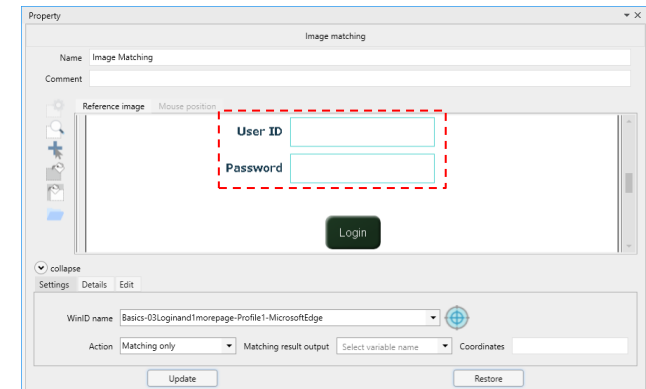 Property
Image matching
Name Image Matching
Comment
Reference image Mouse position
User ID
Password
Login
collapse
Settings Details Edit
WinID name Basics-03Loginand1morepage-Profile1-MicrosoftEdge
Action Matching only Matching result output Select variable name Coordinates
Update Restore